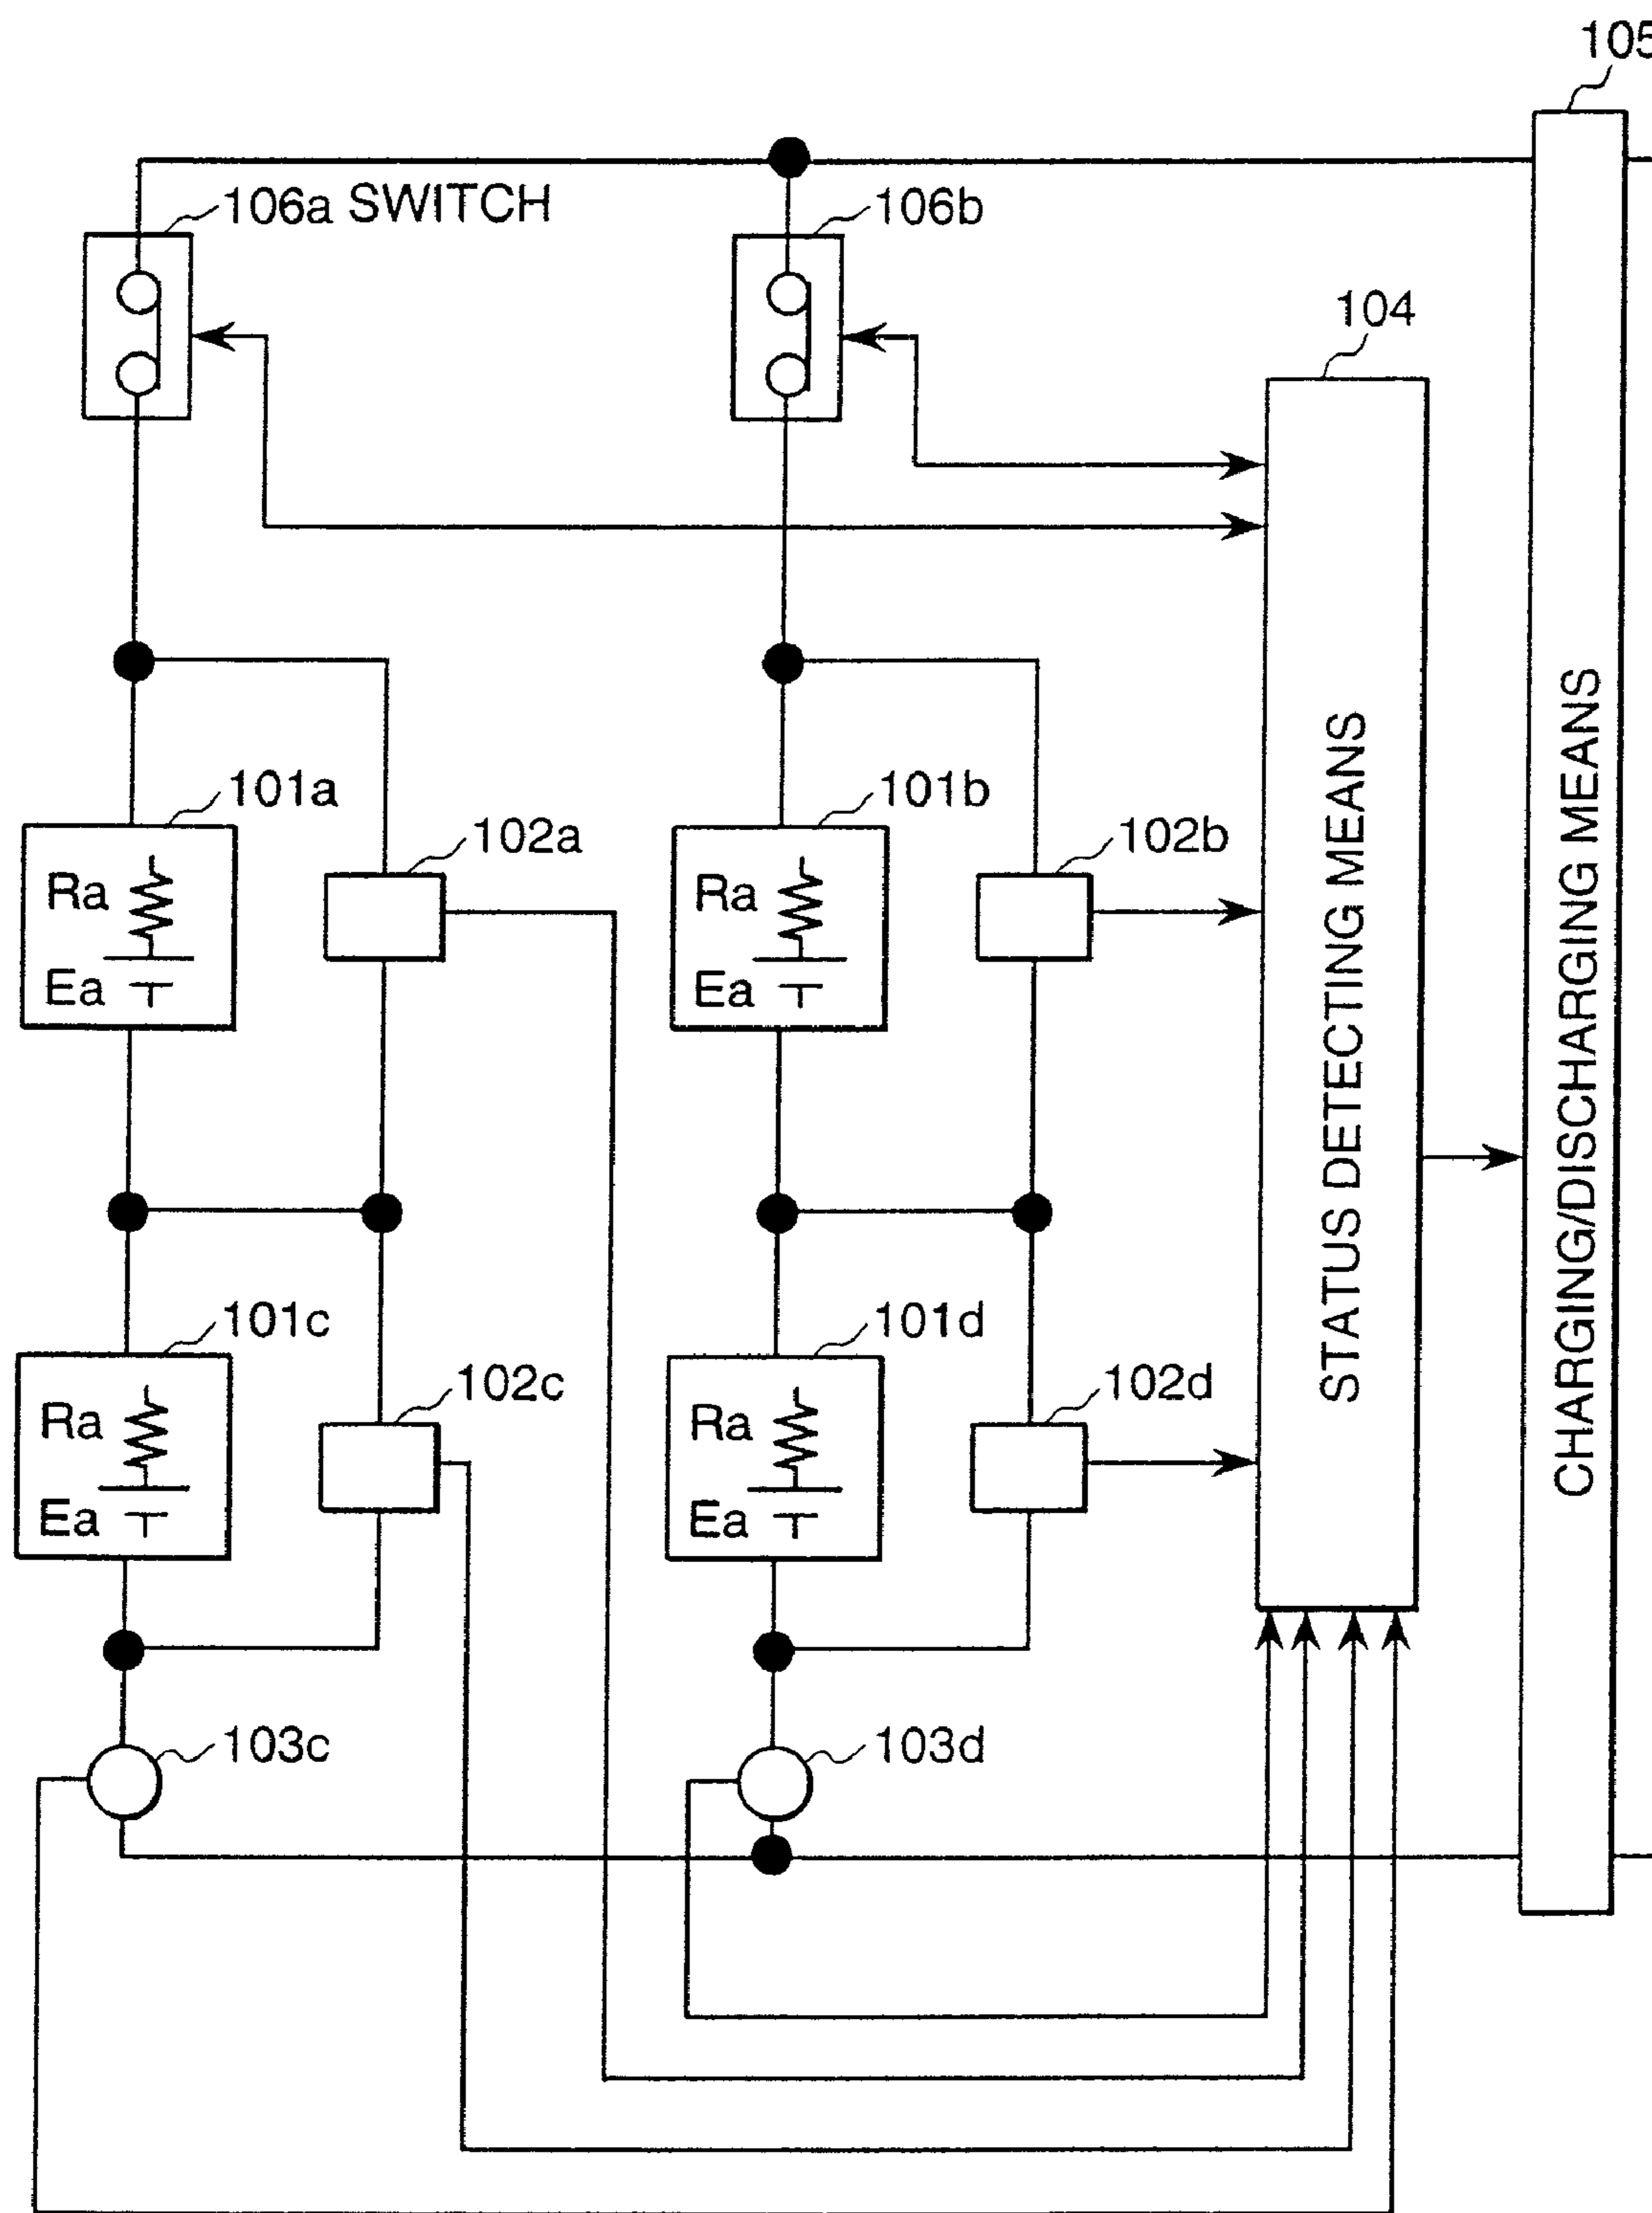 105
106a SWITCH
106b
104
101a
101b
102a
102b
Ra
Ra
Ea
Ea
STATUS DETECTING MEANS
CHARGING/DISCHARGING MEANS
101c
101d
102c
102d
Ra
Ra
Ea
Ea
103c
103d